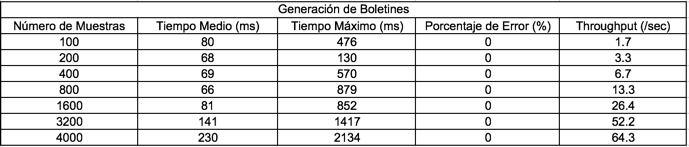 Generación de Boletines
Número de Muestras Tiempo Medio (ms) Tiempo Máximo (ms) Porcentaje de Error (%) Throughput (/sec)
100 80 476 0 1.7
200 68 130 0 3.3
400 69 570 0 6.7
800 66 879 0 13.3
1600 81 852 0 26.4
3200 141 1417 0 52.2
4000 230 2134 0 64.3